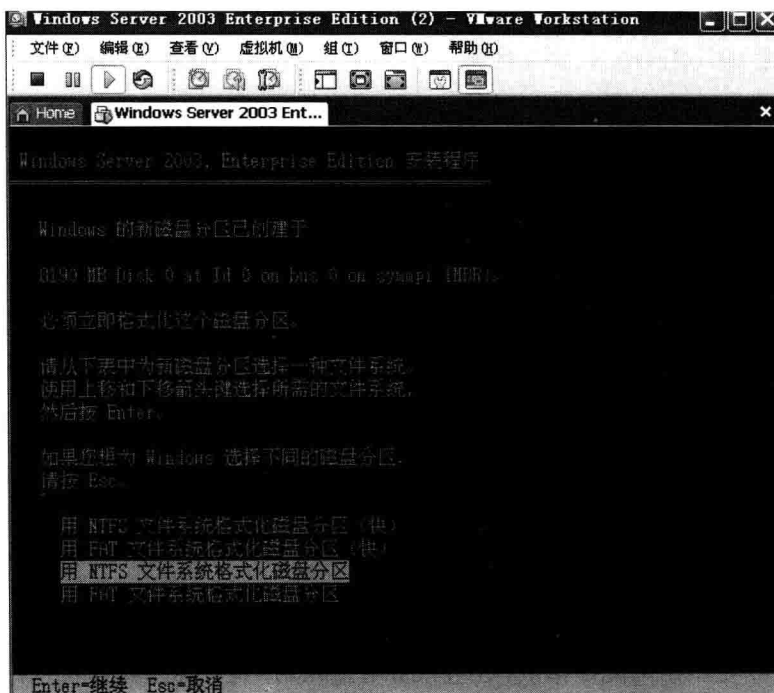 Windows Server 2003 Enterprise Edition (2) - VMware Workstation
文件(F) 编辑(E) 查看(V) 虚拟机(M) 组(T) 窗口(W) 帮助(H)
Home Windows Server 2003 Ent...
Windows Server 2003, Enterprise Edition 安装程序
Windows 的新磁盘分区已创建于
8190 MB Disk 0 at Id 0 on bus 0 on symmpi [MBR]。
必须立即格式化这个磁盘分区。
请从下表中为新磁盘分区选择一种文件系统。
使用上移和下移箭头键选择所需的文件系统,
然后按 Enter。
如果您想为 Windows 选择不同的磁盘分区,
请按 Esc。
用 NTFS 文件系统格式化磁盘分区(快)
用 FAT 文件系统格式化磁盘分区(快)
用 NTFS 文件系统格式化磁盘分区
用 FAT 文件系统格式化磁盘分区
Enter=继续 Esc=取消